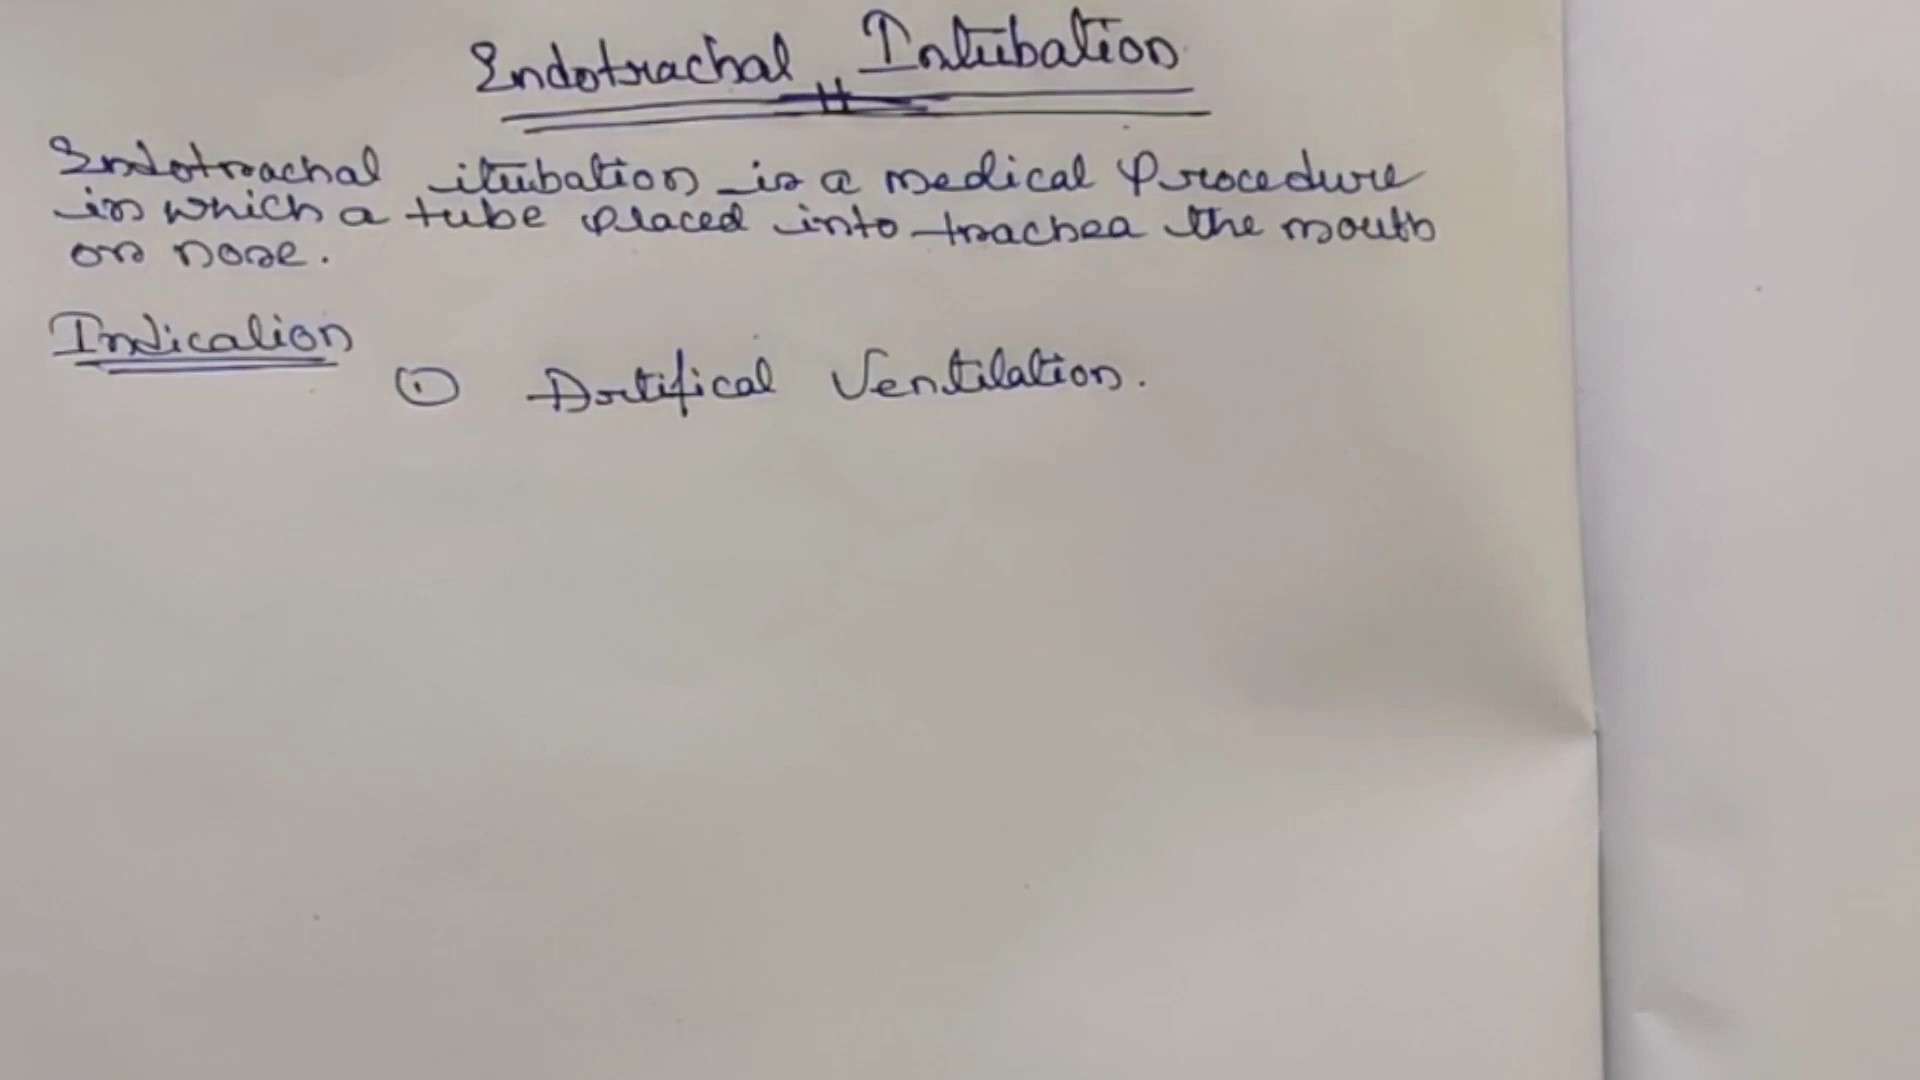 Endotrachal Intubation
Endotrachal itubation is a medical Procedure
in which a tube placed into trachea the mouth
or nose.
Indication
① Artifical Ventilation.